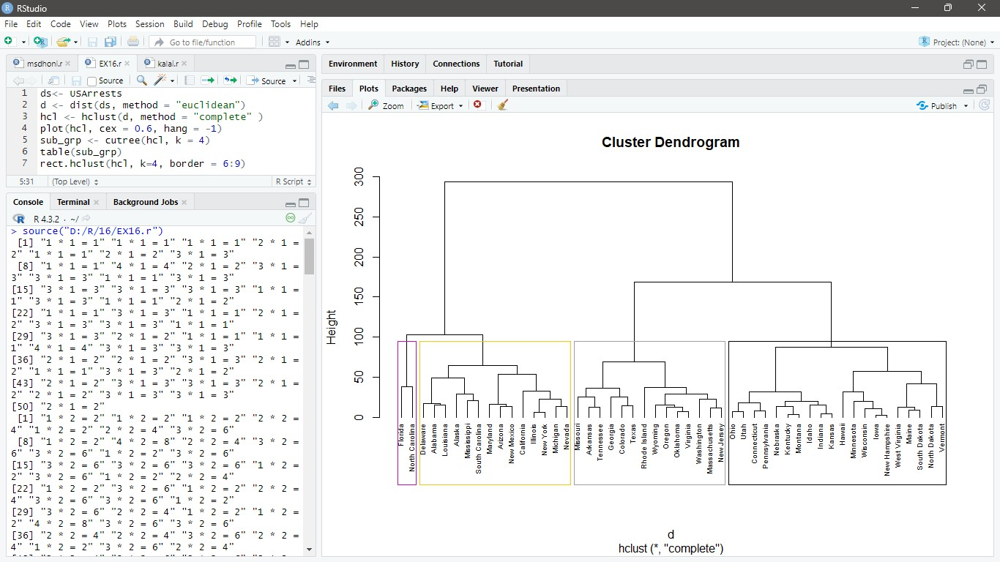 RStudio
File Edit Code View Plots Session Build Debug Profile Tools Help
Go to file/function Addins Project: (None)
msdhoni.r EX16.r kalai.r
Source Source
1 ds<- USArrests
2 d <- dist(ds, method = "euclidean")
3 hcl <- hclust(d, method = "complete" )
4 plot(hcl, cex = 0.6, hang = -1)
5 sub_grp <- cutree(hcl, k = 4)
6 table(sub_grp)
7 rect.hclust(hcl, k=4, border = 6:9)
5:31 (Top Level) R Script
Console Terminal Background Jobs
R 4.3.2 · ~/
> source("D:/R/16/EX16.r")
[1] "1 * 1 = 1" "1 * 1 = 1" "1 * 1 = 1" "2 * 1 =
2" "1 * 1 = 1" "2 * 1 = 2" "3 * 1 = 3"
[8] "1 * 1 = 1" "4 * 1 = 4" "2 * 1 = 2" "3 * 1 =
3" "3 * 1 = 3" "1 * 1 = 1" "3 * 1 = 3"
[15] "3 * 1 = 3" "3 * 1 = 3" "3 * 1 = 3" "1 * 1 =
1" "3 * 1 = 3" "1 * 1 = 1" "2 * 1 = 2"
[22] "1 * 1 = 1" "3 * 1 = 3" "1 * 1 = 1" "2 * 1 =
2" "3 * 1 = 3" "3 * 1 = 3" "1 * 1 = 1"
[29] "3 * 1 = 3" "2 * 1 = 2" "1 * 1 = 1" "1 * 1 =
1" "4 * 1 = 4" "3 * 1 = 3" "3 * 1 = 3"
[36] "2 * 1 = 2" "2 * 1 = 2" "3 * 1 = 3" "2 * 1 =
2" "1 * 1 = 1" "3 * 1 = 3" "2 * 1 = 2"
[43] "2 * 1 = 2" "3 * 1 = 3" "3 * 1 = 3" "2 * 1 =
2" "2 * 1 = 2" "3 * 1 = 3" "3 * 1 = 3"
[50] "2 * 1 = 2"
[1] "1 * 2 = 2" "1 * 2 = 2" "1 * 2 = 2" "2 * 2 =
4" "1 * 2 = 2" "2 * 2 = 4" "3 * 2 = 6"
[8] "1 * 2 = 2" "4 * 2 = 8" "2 * 2 = 4" "3 * 2 =
6" "3 * 2 = 6" "1 * 2 = 2" "3 * 2 = 6"
[15] "3 * 2 = 6" "3 * 2 = 6" "3 * 2 = 6" "1 * 2 =
2" "3 * 2 = 6" "1 * 2 = 2" "2 * 2 = 4"
[22] "1 * 2 = 2" "3 * 2 = 6" "1 * 2 = 2" "2 * 2 =
4" "3 * 2 = 6" "3 * 2 = 6" "1 * 2 = 2"
[29] "3 * 2 = 6" "2 * 2 = 4" "1 * 2 = 2" "1 * 2 =
2" "4 * 2 = 8" "3 * 2 = 6" "3 * 2 = 6"
[36] "2 * 2 = 4" "2 * 2 = 4" "3 * 2 = 6" "2 * 2 =
4" "1 * 2 = 2" "3 * 2 = 6" "2 * 2 = 4"
Environment History Connections Tutorial
Files Plots Packages Help Viewer Presentation
Zoom Export Publish
Cluster Dendrogram
Height
300
250
200
150
100
50
0
Florida
North Carolina
Delaware
Alabama
Louisiana
Alaska
Mississippi
South Carolina
Maryland
Arizona
New Mexico
California
Illinois
New York
Michigan
Nevada
Missouri
Arkansas
Tennessee
Georgia
Colorado
Texas
Rhode Island
Wyoming
Oregon
Oklahoma
Virginia
Washington
Massachusetts
New Jersey
Ohio
Utah
Connecticut
Pennsylvania
Nebraska
Kentucky
Montana
Idaho
Indiana
Kansas
Hawaii
Minnesota
Wisconsin
Iowa
New Hampshire
West Virginia
Maine
South Dakota
North Dakota
Vermont
d
hclust (*, "complete")